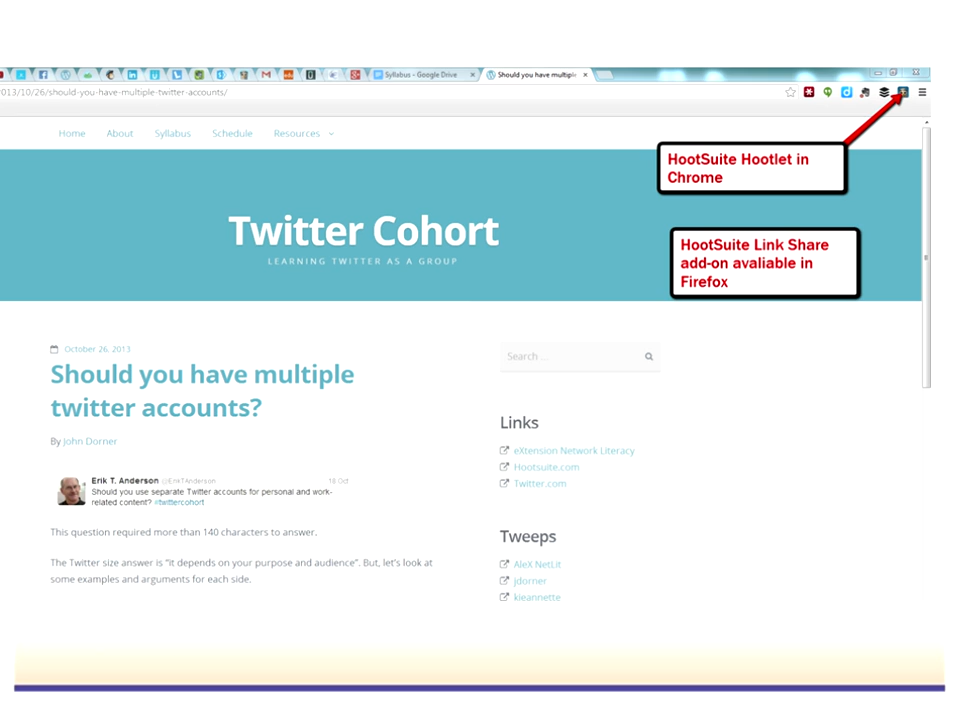 Syllabus - Google Drive
Should you have multiple
2013/10/26/should-you-have-multiple-twitter-accounts/
Home About Syllabus Schedule Resources
HootSuite Hootlet in
Chrome
Twitter Cohort
LEARNING TWITTER AS A GROUP
HootSuite Link Share
add-on avaliable in
Firefox
October 26, 2013
Should you have multiple
twitter accounts?
By John Dorner
Erik T. Anderson @ErikTAnderson 18 Oct
Should you use separate Twitter accounts for personal and work-
related content? #twittercohort
This question required more than 140 characters to answer.
The Twitter size answer is "it depends on your purpose and audience". But, let's look at
some examples and arguments for each side.
Search ...
Links
eXtension Network Literacy
Hootsuite.com
Twitter.com
Tweeps
AleX NetLit
jdorner
kieannette